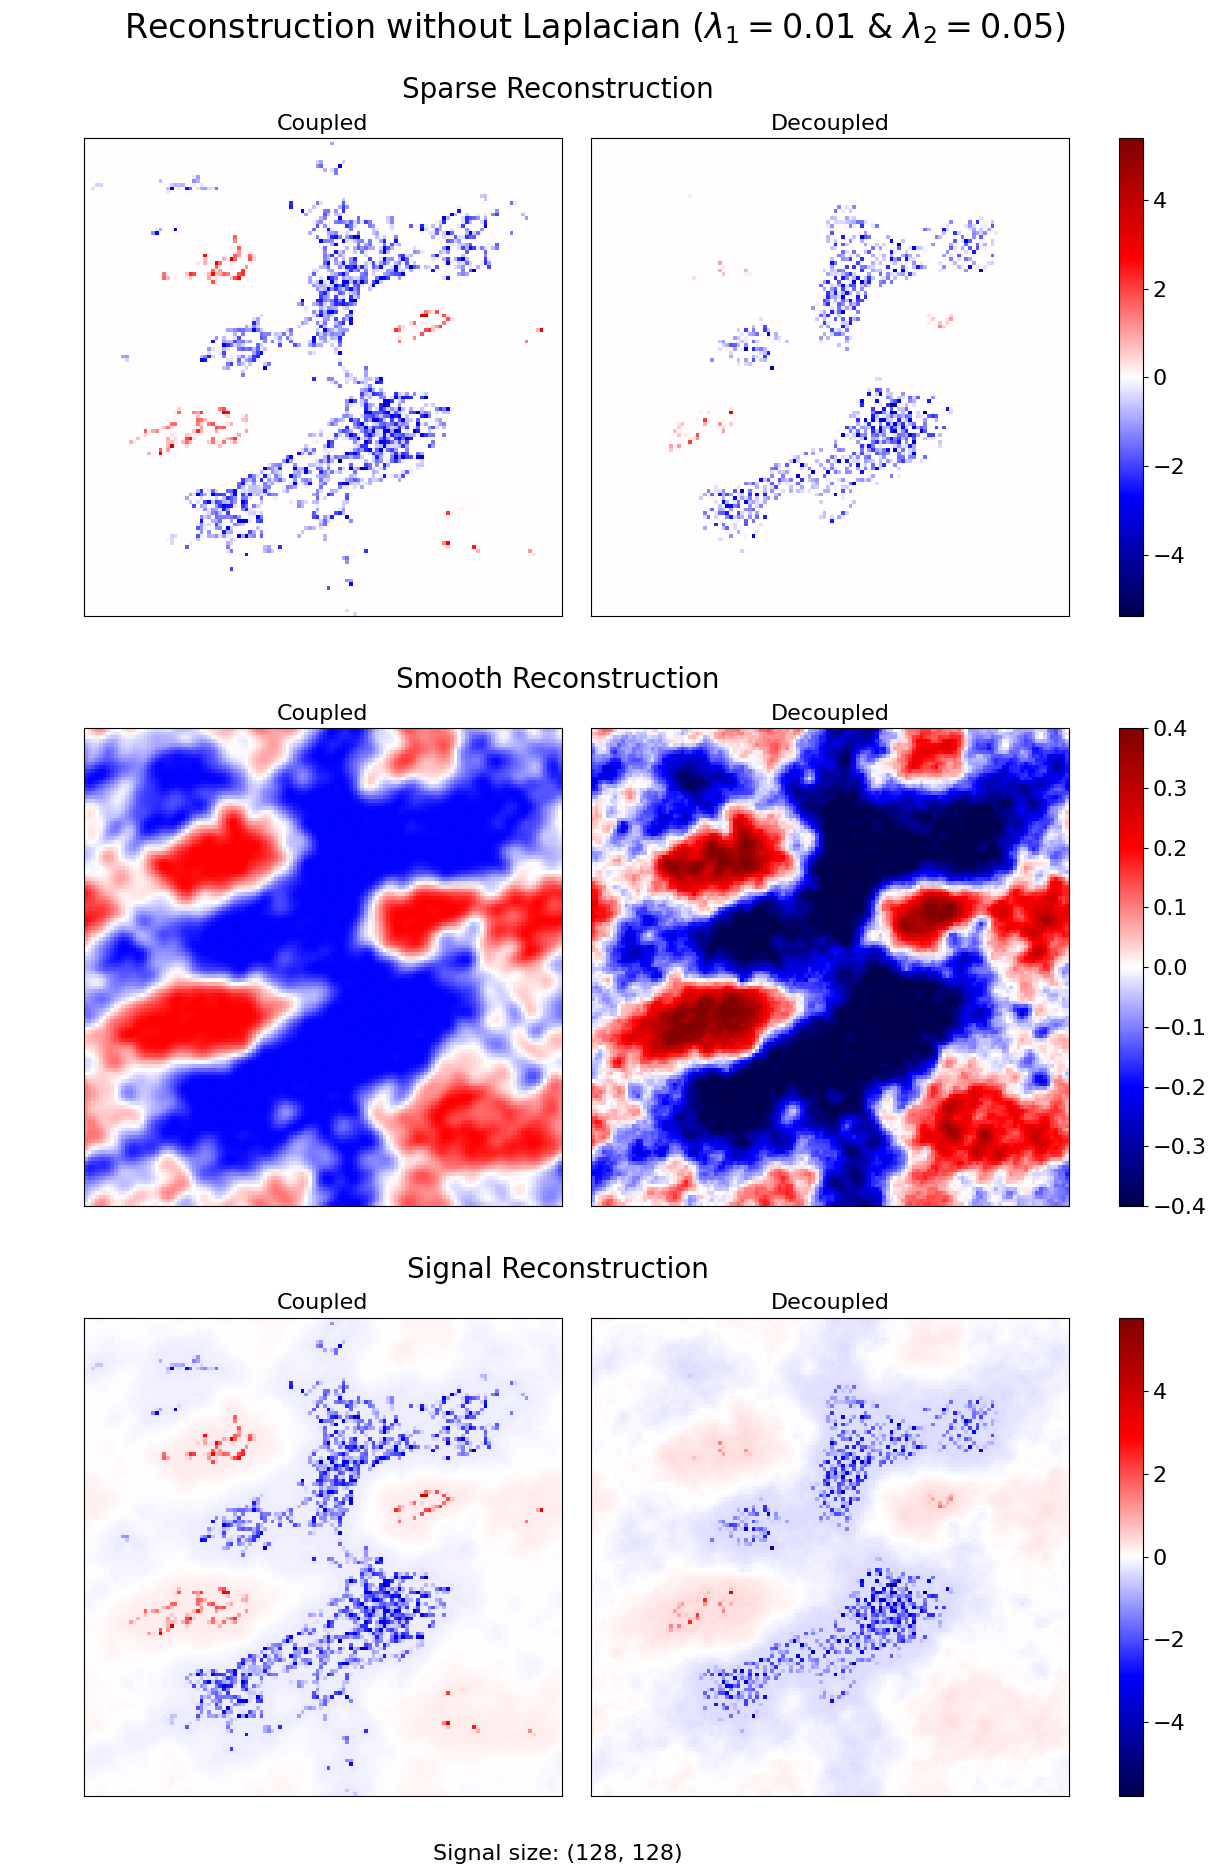 Reconstruction without Laplacian (λ₁ = 0.01 & λ₂ = 0.05)
Sparse Reconstruction
Coupled
Decoupled
4
2
0
−2
−4
Smooth Reconstruction
Coupled
Decoupled
0.4
0.3
0.2
0.1
0.0
−0.1
−0.2
−0.3
−0.4
Signal Reconstruction
Coupled
Decoupled
4
2
0
−2
−4
Signal size: (128, 128)